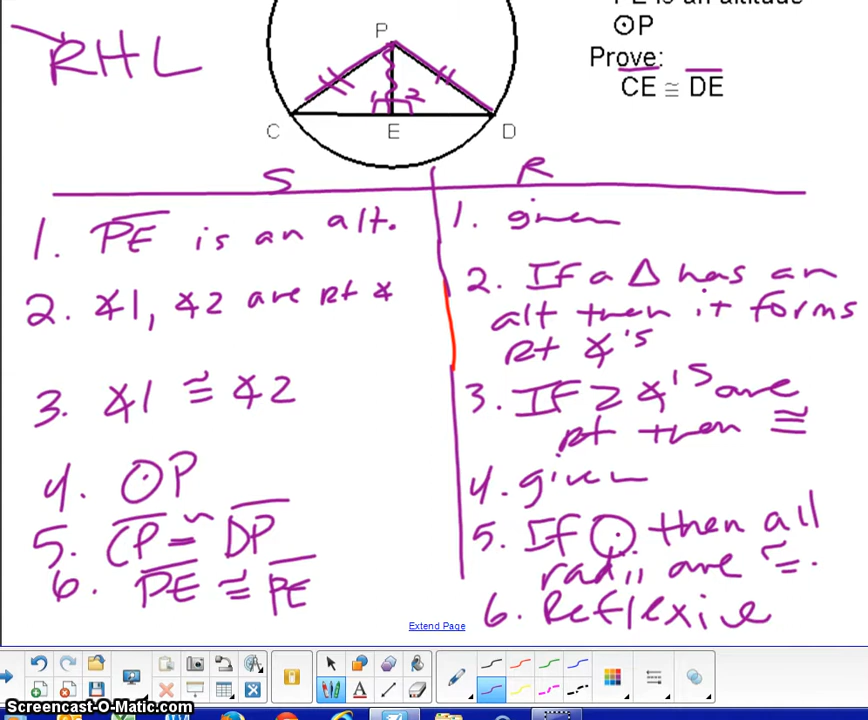 PE is an altitude
⊙P
Prove:
CE ≅ DE
RHL
P
1 2
C E D
S R
1. PE is an alt.
1. given
2. ∡1, ∡2 are Rt ∡
2. If a Δ has an
alt then it forms
Rt ∡'s
3. ∡1 ≅ ∡2
3. If 2 ∡'s are
rt then ≅
4. ⊙P
4. given
5. CP ≅ DP
5. If ⊙ then all
radii are ≅.
6. PE ≅ PE
6. Reflexive
Extend Page
A
Screencast-O-Matic.com